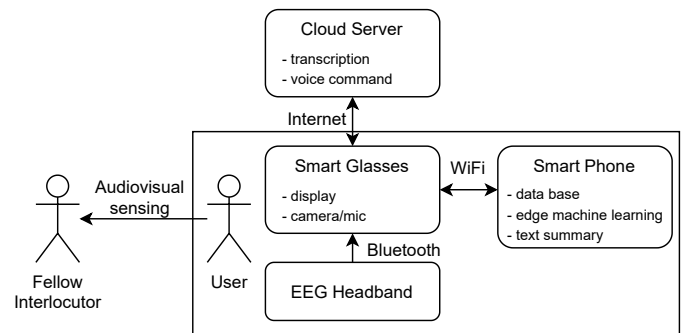 Cloud Server
- transcription
- voice command
Internet
Smart Glasses
- display
- camera/mic
WiFi
Smart Phone
- data base
- edge machine learning
- text summary
Audiovisual
sensing
Fellow
Interlocutor
User
Bluetooth
EEG Headband